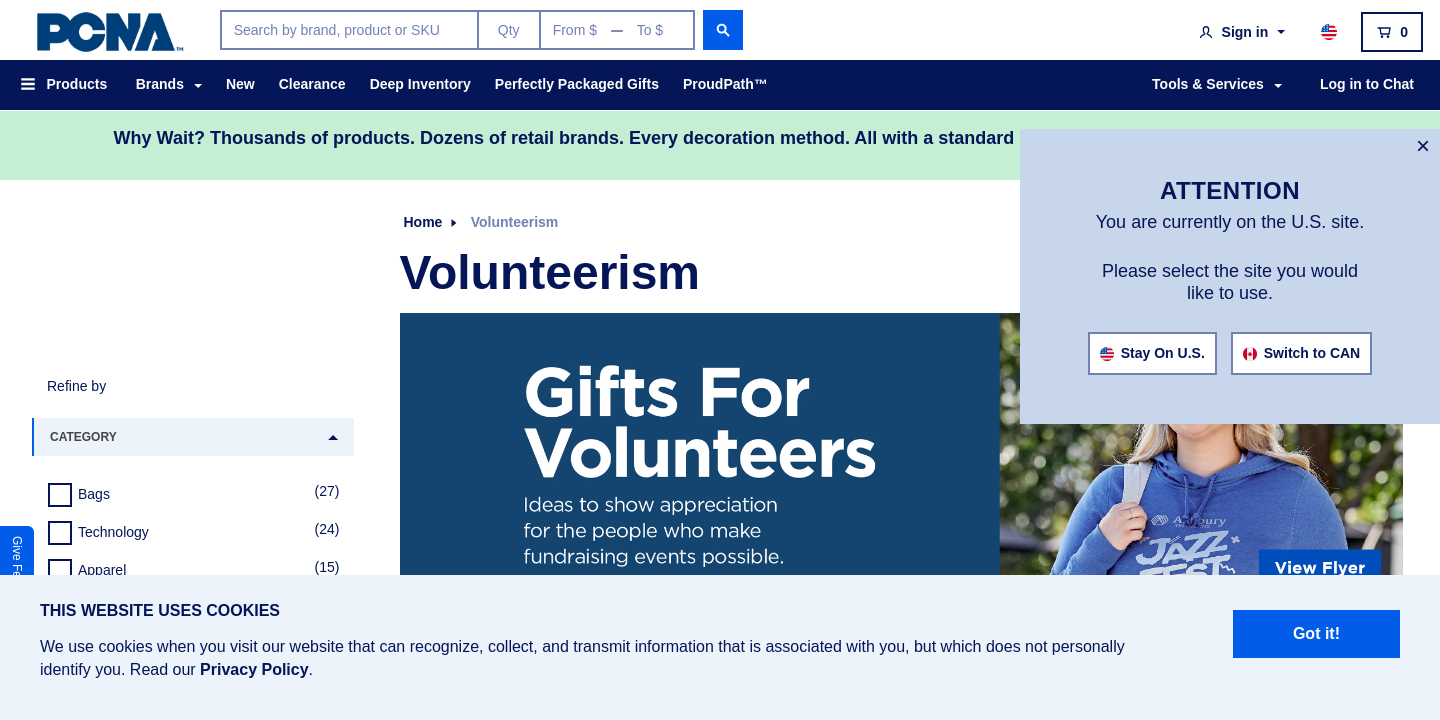 PCNA™
Search by brand, product or SKU
Qty
From $ — To $
Sign in
0
Products
Brands
New
Clearance
Deep Inventory
Perfectly Packaged Gifts
ProudPath™
Tools & Services
Log in to Chat
Why Wait? Thousands of products. Dozens of retail brands. Every decoration method. All with a standard
×
ATTENTION
You are currently on the U.S. site.
Please select the site you would
like to use.
Stay On U.S.
Switch to CAN
Home
Volunteerism
Volunteerism
Gifts For
Volunteers
Ideas to show appreciation
for the people who make
fundraising events possible.
JAZZ
FEST
View Flyer
Refine by
CATEGORY
Bags (27)
Technology (24)
Apparel (15)
Give Fe
THIS WEBSITE USES COOKIES
We use cookies when you visit our website that can recognize, collect, and transmit information that is associated with you, but which does not personally
identify you. Read our Privacy Policy.
Got it!